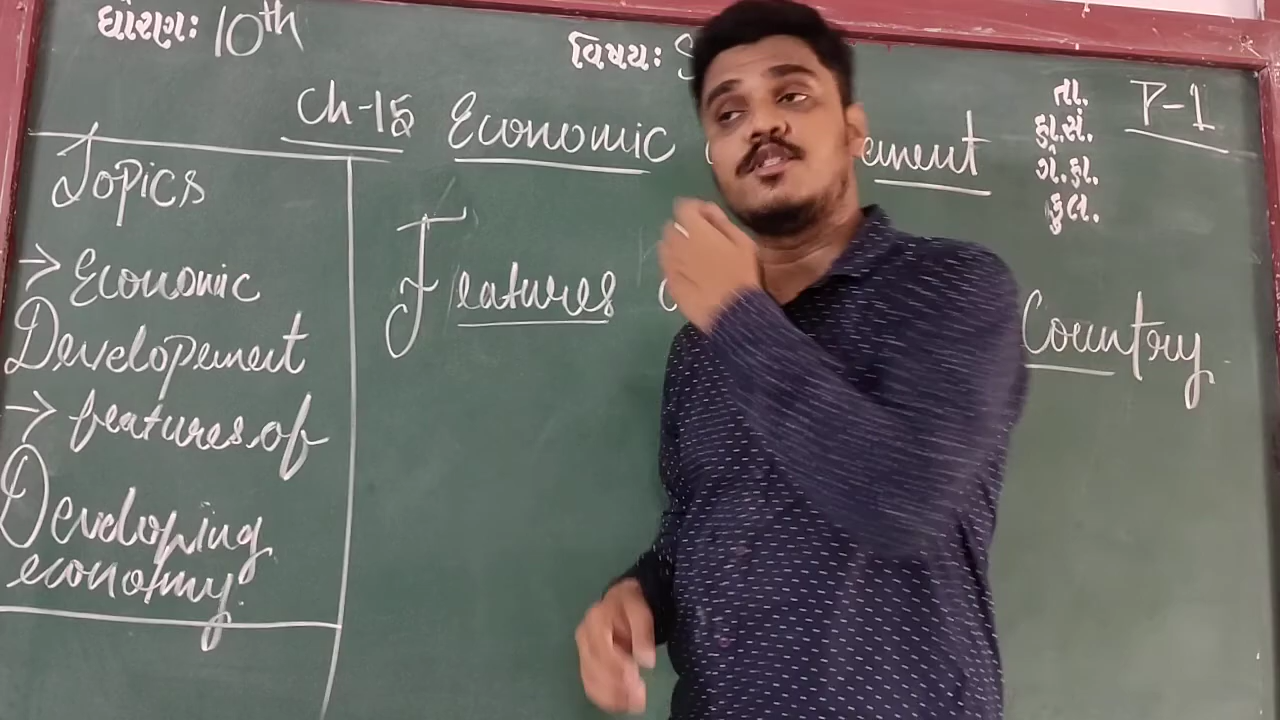 ધોરણ: 10th
વિષય: S
તા.
ફા.સં.
ગે.ફા.
કુલ.
P-1
Ch-15 Economic ement
Topics
→ Economic
Developement
→ features of
Developing
economy.
Features
Country